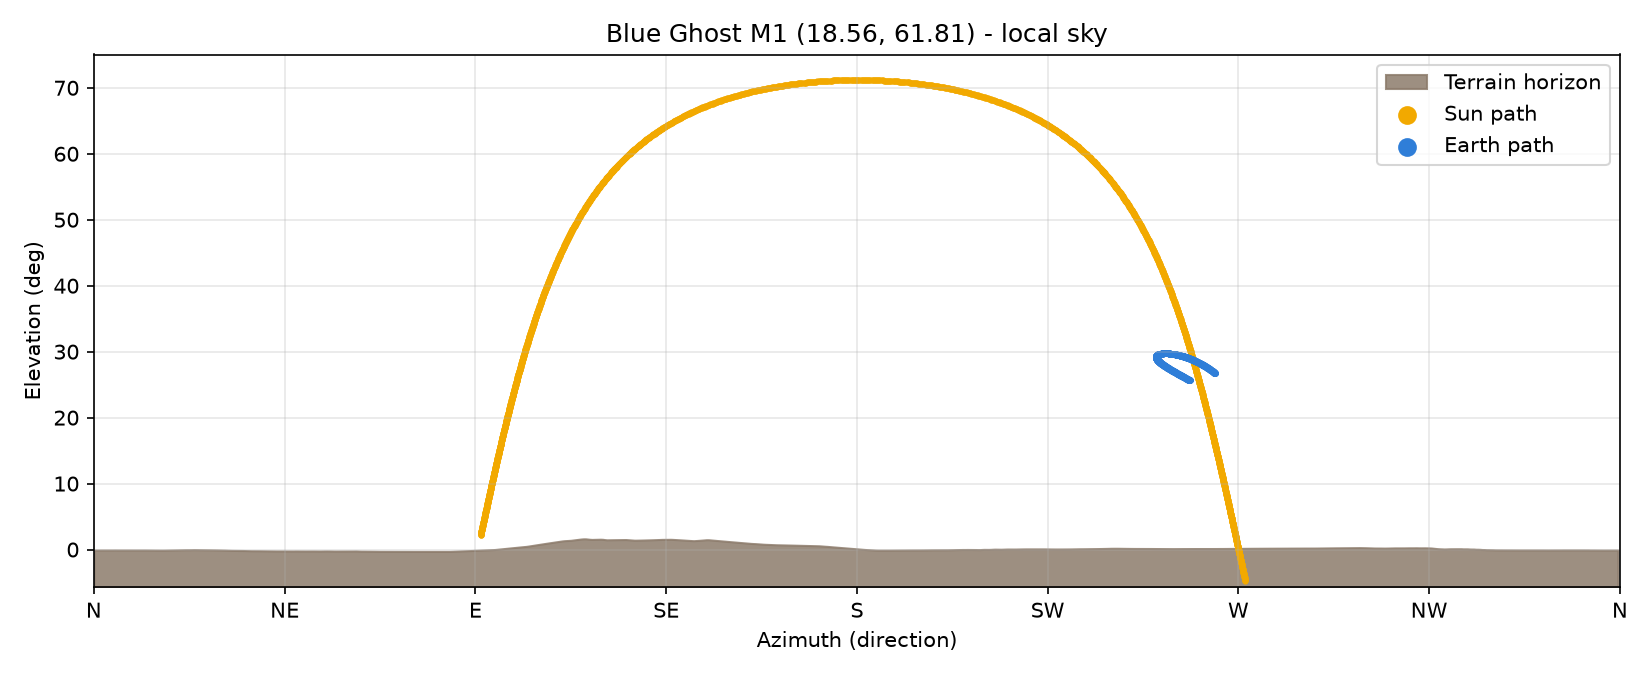 Blue Ghost M1 (18.56, 61.81) - local sky
Terrain horizon
Sun path
Earth path
Elevation (deg)
70
60
50
40
30
20
10
0
N NE E SE S SW W NW N
Azimuth (direction)